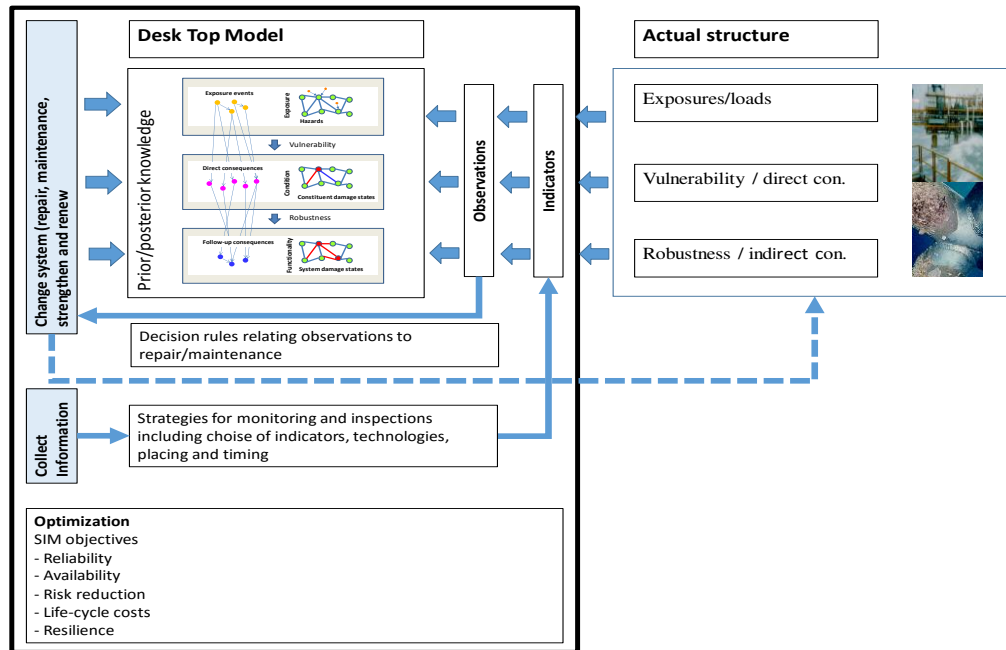 Desk Top Model
Actual structure
Change system (repair, maintenance,
strengthen and renew
Prior/posterior knowledge
Exposure events
Exposure
Hazards
Vulnerability
Direct consequences
Condition
Constituent damage states
Robustness
Follow-up consequences
Functionality
System damage states
Observations
Indicators
Exposures/loads
Vulnerability / direct con.
Robustness / indirect con.
Decision rules relating observations to
repair/maintenance
Collect
Information
Strategies for monitoring and inspections
including choise of indicators, technologies,
placing and timing
Optimization
SIM objectives
- Reliability
- Availability
- Risk reduction
- Life-cycle costs
- Resilience